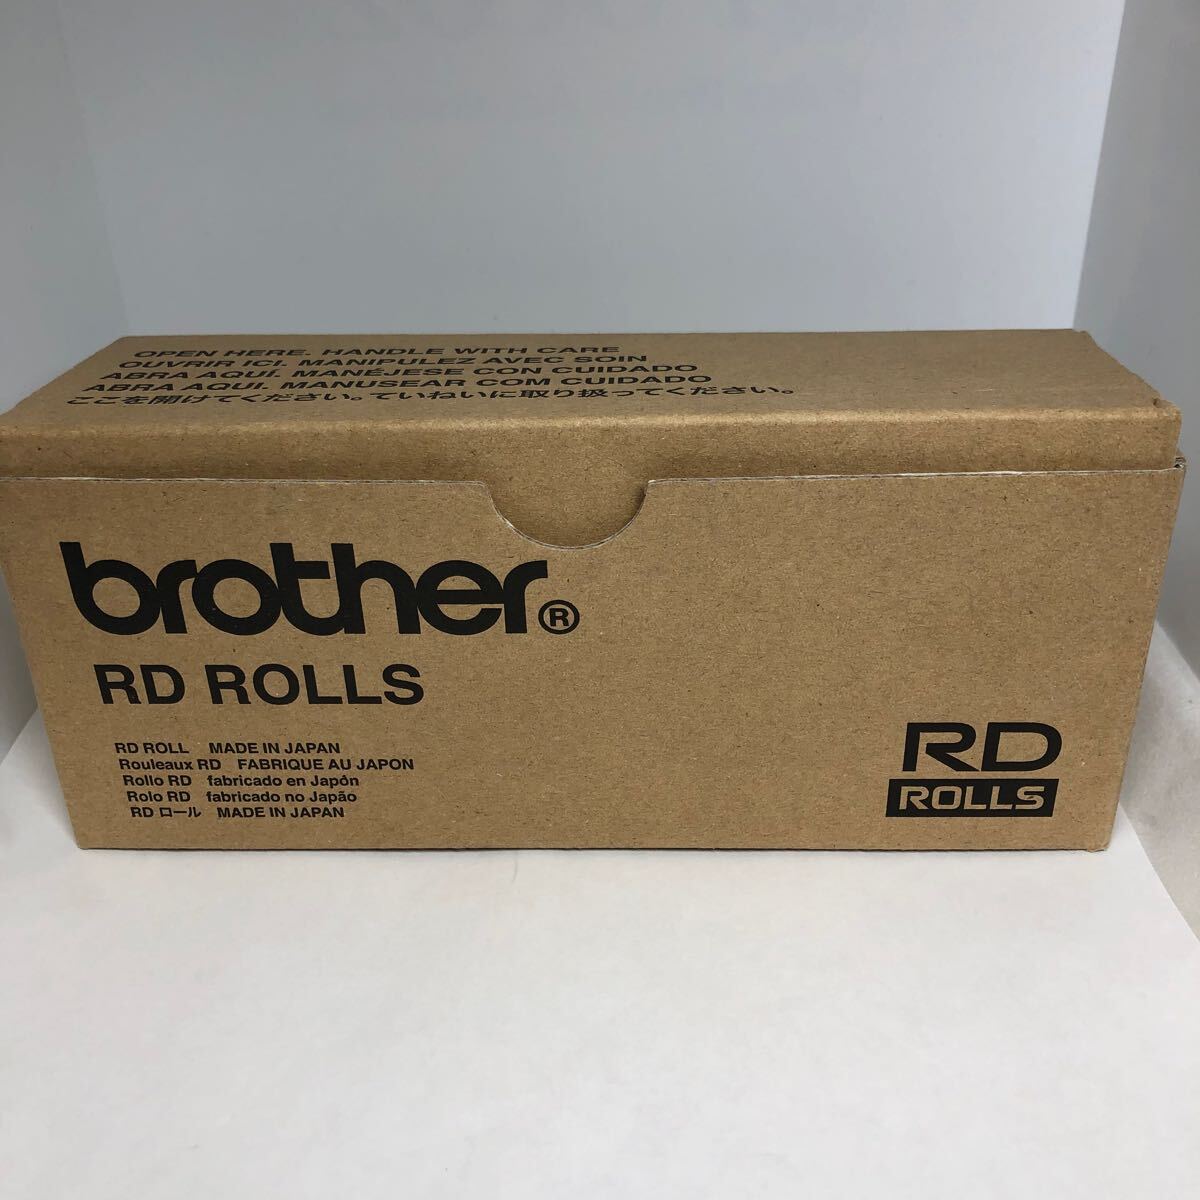 OPEN HERE. HANDLE WITH CARE
OUVRIR ICI. MANIPULEZ AVEC SOIN
ABRA AQUI. MANÉJESE CON CUIDADO
ABRA AQUI. MANUSEAR COM CUIDADO
ここを開けてください。ていねいに取り扱ってください。
brother®
RD ROLLS
RD ROLL MADE IN JAPAN
Rouleaux RD FABRIQUE AU JAPON
Rollo RD fabricado en Japôn
Rolo RD fabricado no Japão
RD ロール MADE IN JAPAN
RD
ROLLS